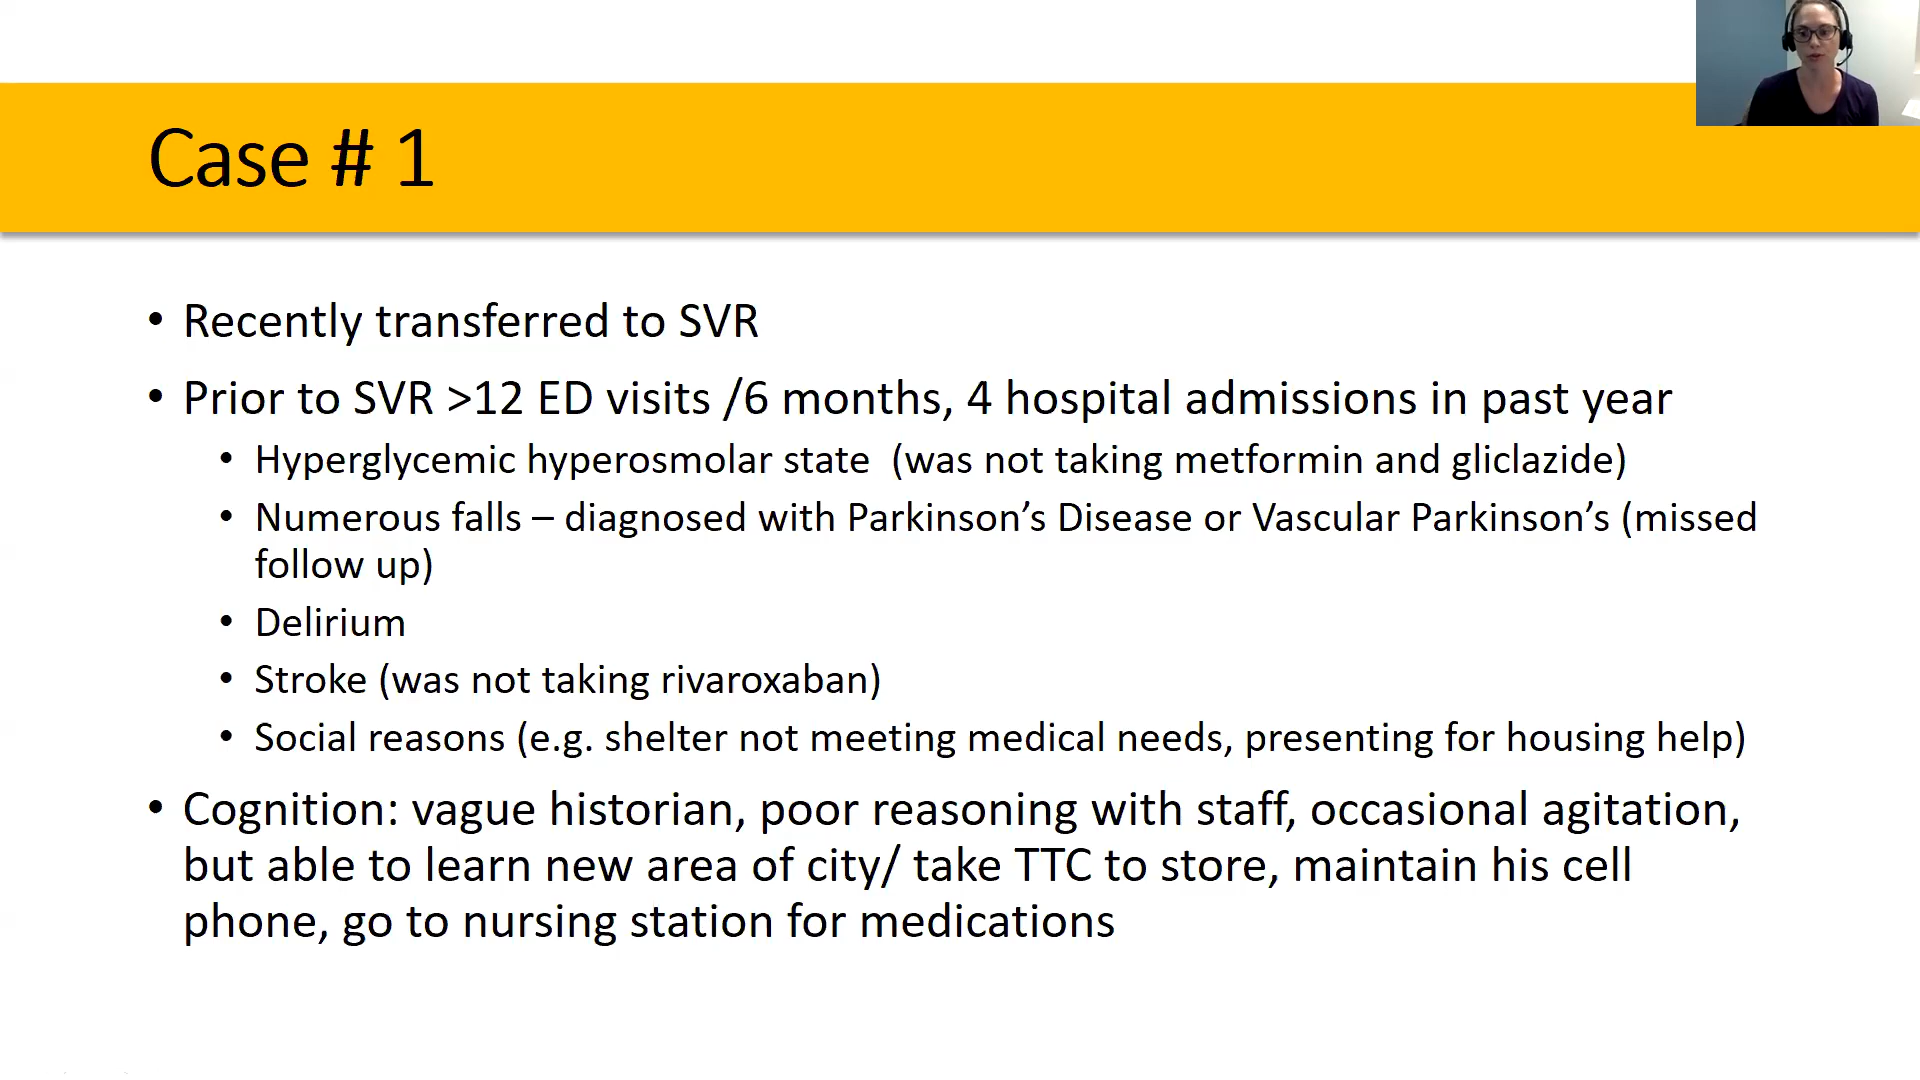 Case # 1
• Recently transferred to SVR
• Prior to SVR >12 ED visits /6 months, 4 hospital admissions in past year
• Hyperglycemic hyperosmolar state (was not taking metformin and gliclazide)
• Numerous falls – diagnosed with Parkinson’s Disease or Vascular Parkinson’s (missed
follow up)
• Delirium
• Stroke (was not taking rivaroxaban)
• Social reasons (e.g. shelter not meeting medical needs, presenting for housing help)
• Cognition: vague historian, poor reasoning with staff, occasional agitation,
but able to learn new area of city/ take TTC to store, maintain his cell
phone, go to nursing station for medications